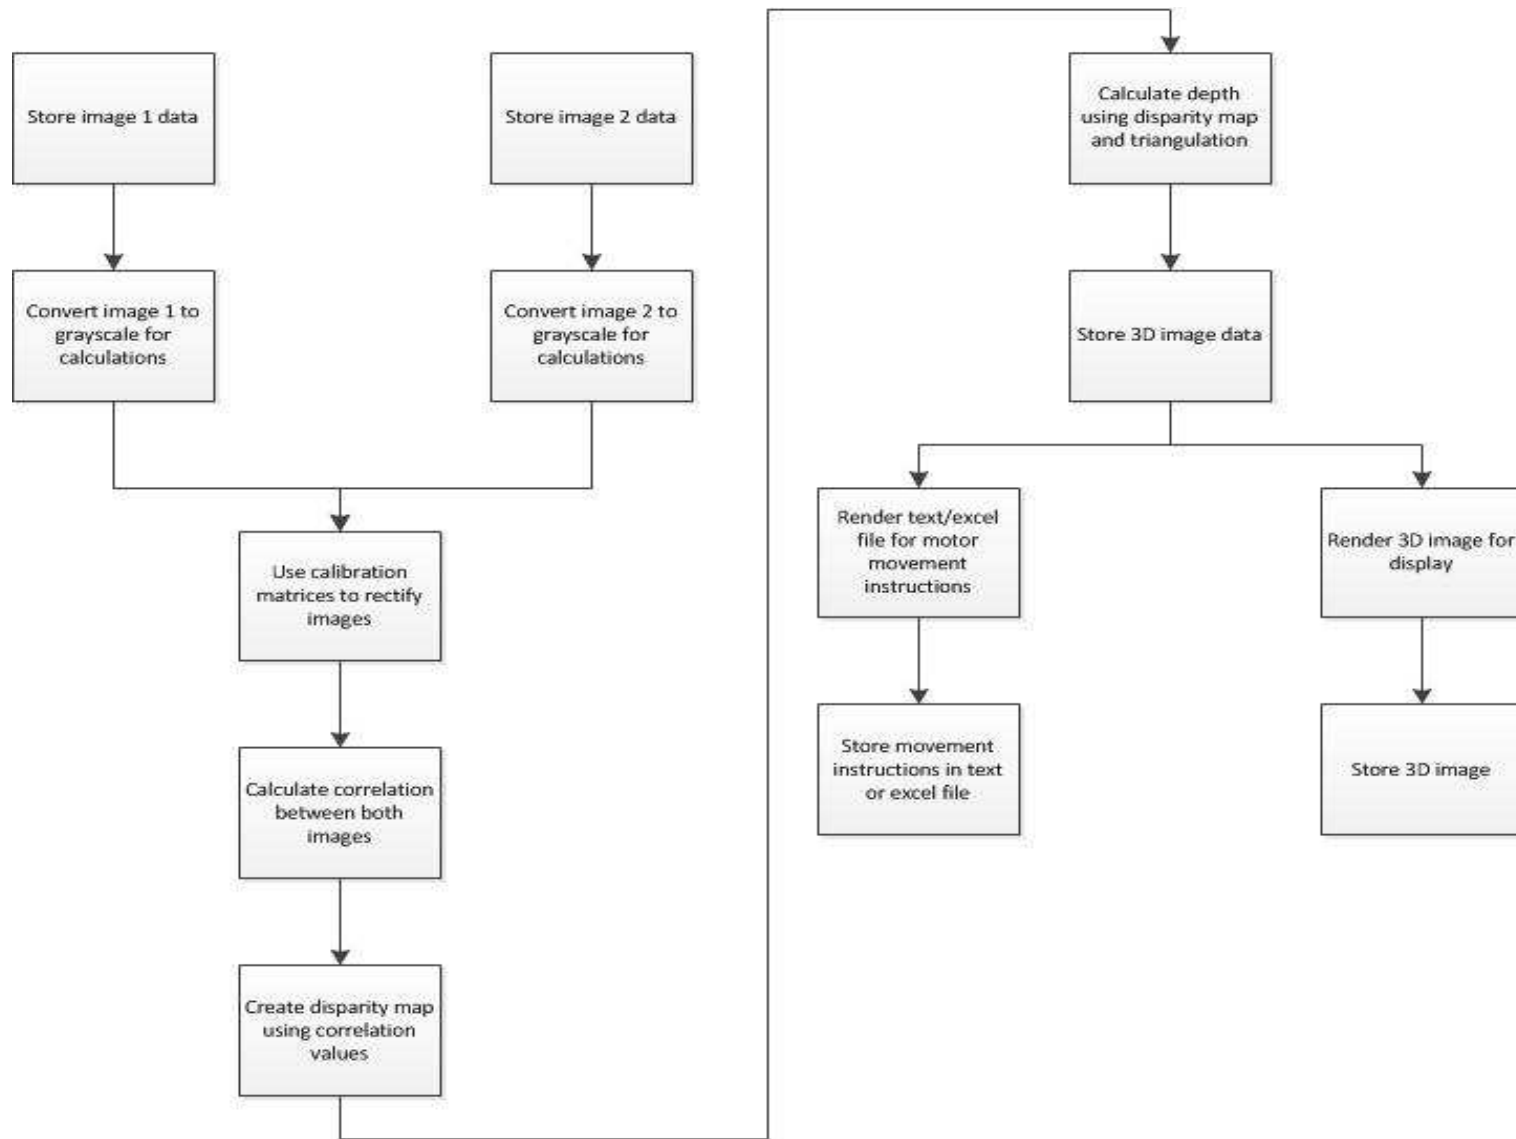 Store image 1 data
Store image 2 data
Convert image 1 to
grayscale for
calculations
Convert image 2 to
grayscale for
calculations
Use calibration
matrices to rectify
images
Calculate correlation
between both
images
Create disparity map
using correlation
values
Calculate depth
using disparity map
and triangulation
Store 3D image data
Render text/excel
file for motor
movement
instructions
Render 3D image for
display
Store movement
instructions in text
or excel file
Store 3D image